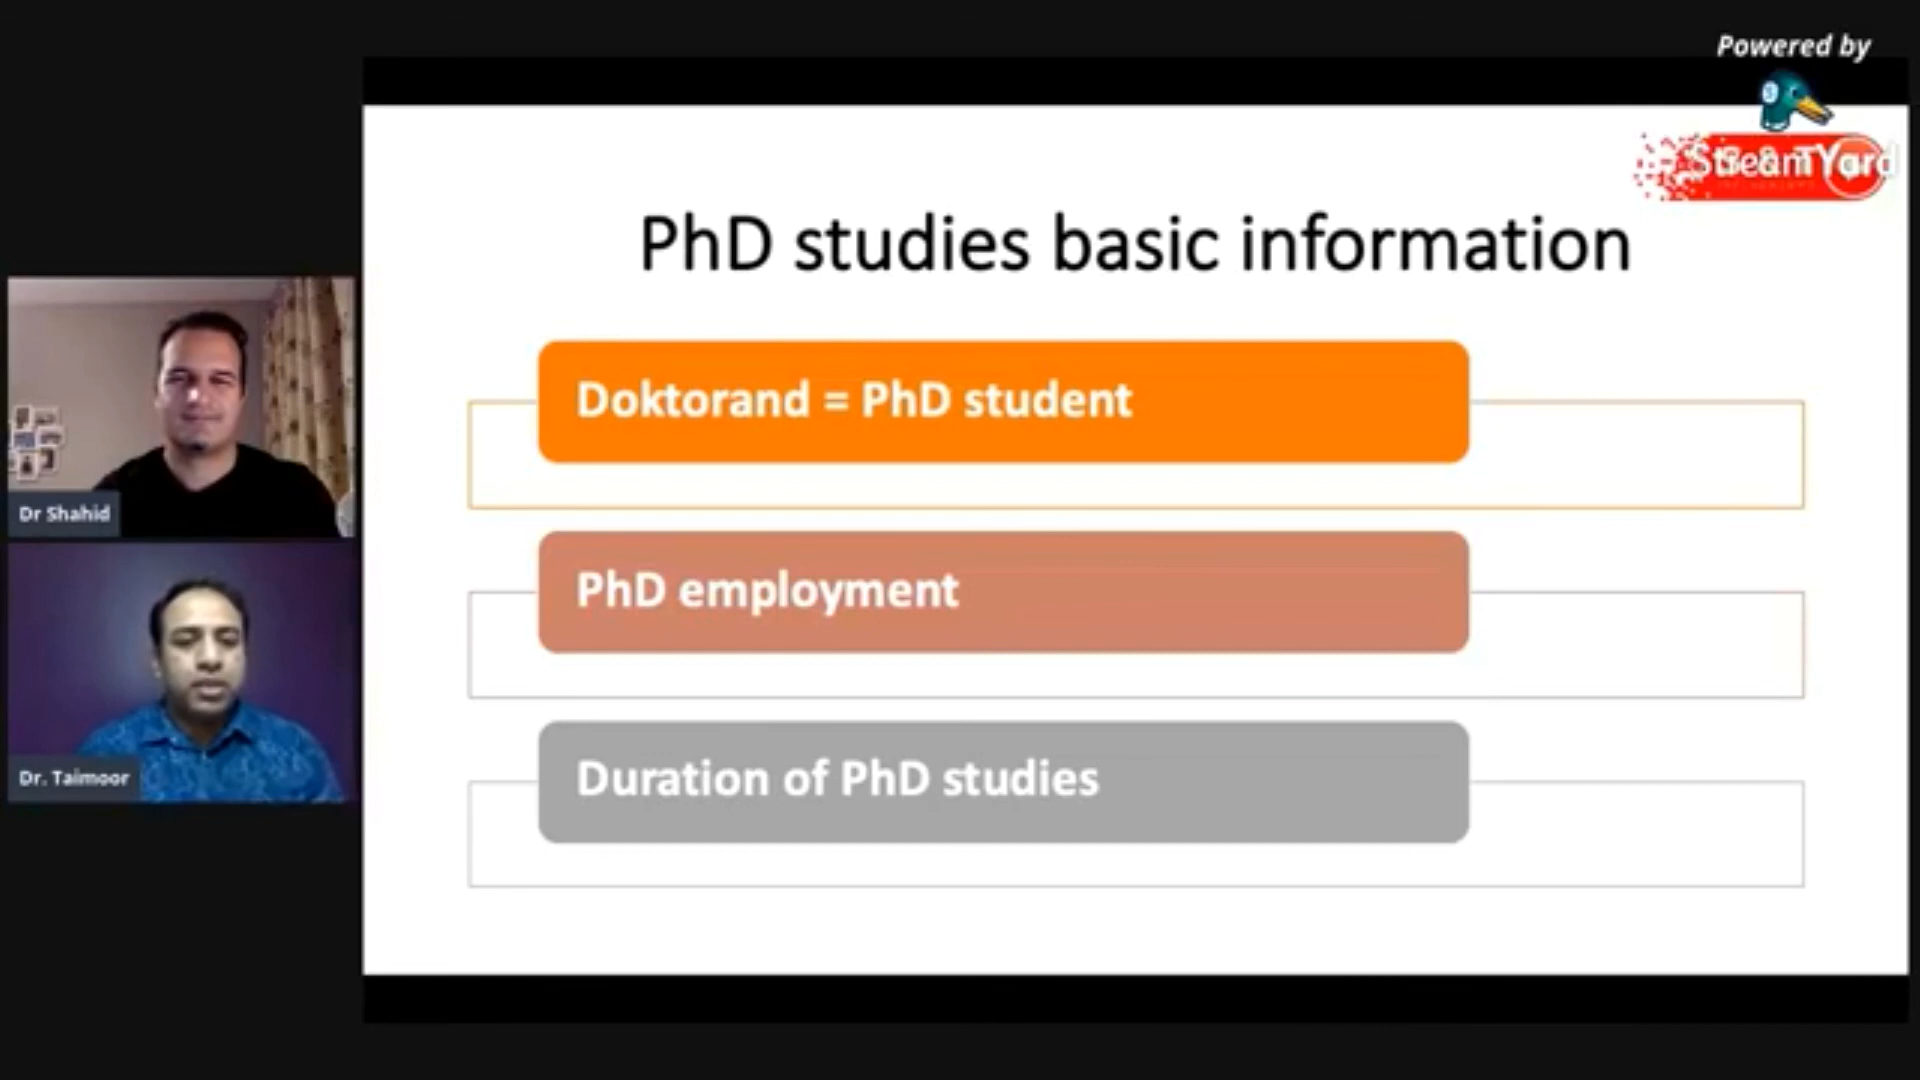 Powered by
StreamYard
PhD studies basic information
Doktorand = PhD student
PhD employment
Duration of PhD studies
Dr Shahid
Dr. Taimoor